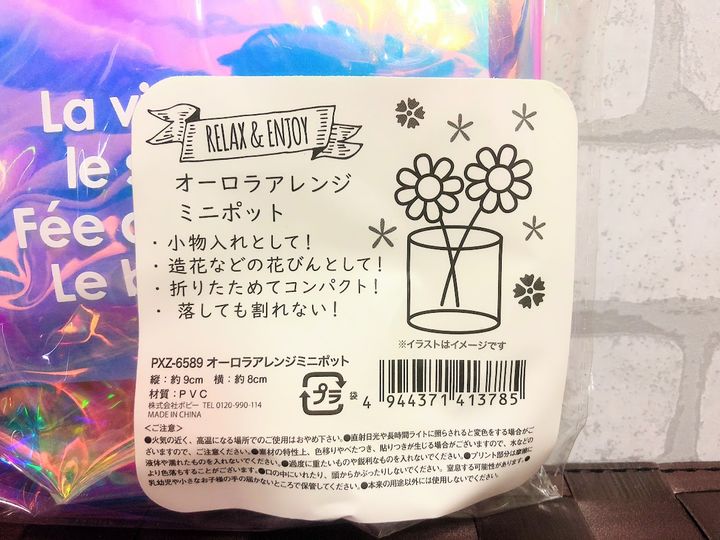 La vi
le s
Fée d
Le b
RELAX & ENJOY
オーロラアレンジ
ミニポット
・小物入れとして!
・造花などの花びんとして!
・折りたためてコンパクト!
・落しても割れない!
※イラストはイメージです
PXZ-6589 オーロラアレンジミニポット
縦:約9cm 横:約8cm
材質:PVC
株式会社ポピー TEL 0120-990-114
MADE IN CHINA
プラ 袋
4 944371 413785
<ご注意>
●火気の近く、高温になる場所でのご使用はおやめ下さい。●直射日光や長時間ライトに照らされると変色をする場合がご
ざいますので、ご注意ください。●素材の特性上、色移りやべたつき、貼りつきが生じる場合がございますので、水などの
液体や濡れたものを入れないでください。●過度に重たいものや鋭利なものを入れないでください。●プリント部分は摩擦に
より色落ちすることがございます。●口の中にいれたり、頭からかぶったりしないでください。窒息する可能性があります。●
乳幼児や小さなお子様の手の届かないところで保管してください。●本来の用途以外には使用しないでください。